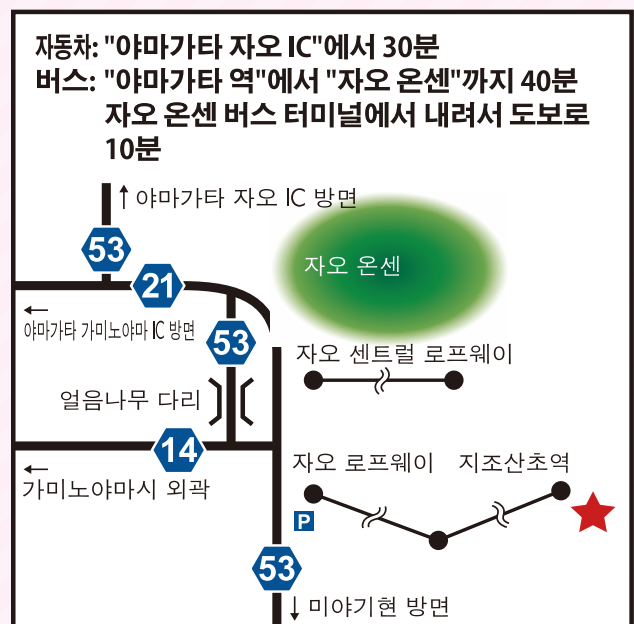 자동차: "야마가타 자오 IC"에서 30분
버스: "야마가타 역"에서 "자오 온센"까지 40분
자오 온센 버스 터미널에서 내려서 도보로
10분
↑ 야마가타 자오 IC 방면
53
21
자오 온센
←
야마가타 가미노야마 IC 방면
53
자오 센트럴 로프웨이
얼음나무 다리
14
←
가미노야마시 외곽
자오 로프웨이
지조산초역
P
53
↓ 미야기현 방면